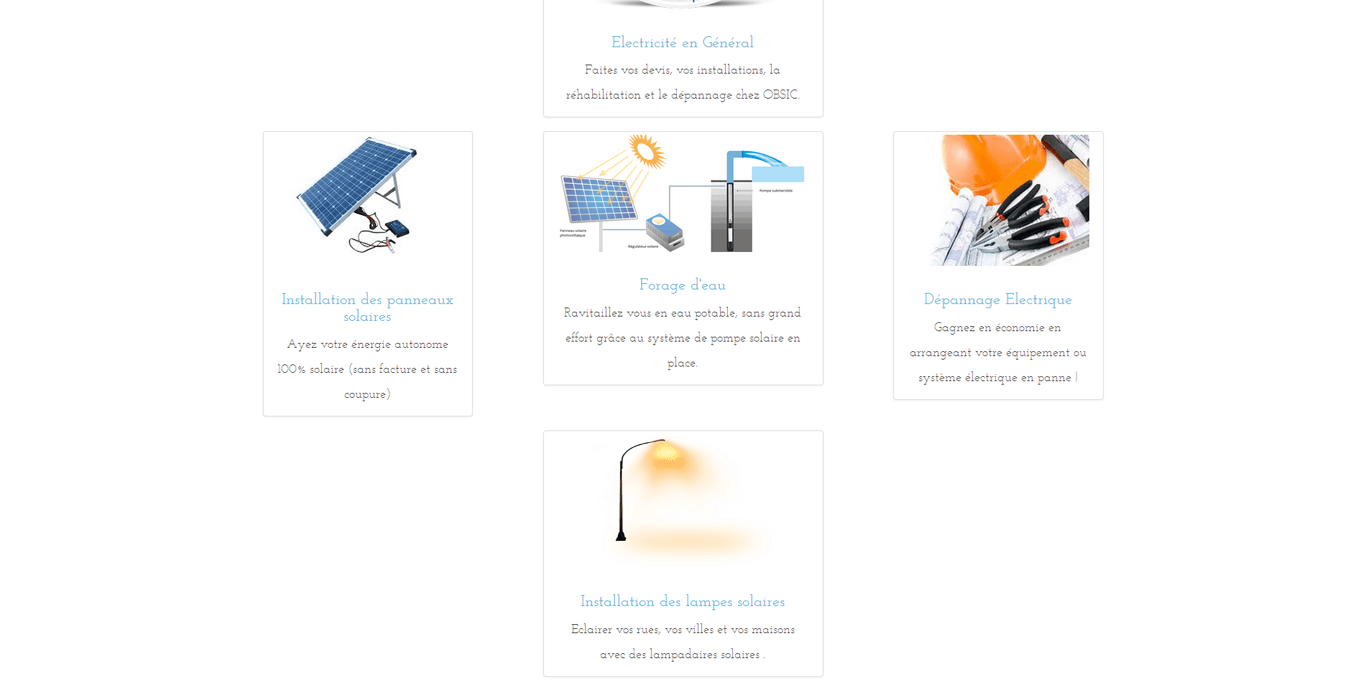 Electricité en Général
Faites vos devis, vos installations, la
réhabilitation et le dépannage chez OBSIC.
Installation des panneaux
solaires
Ayez votre énergie autonome
100% solaire (sans facture et sans
coupure)
Pompe submersible
Panneau solaire
photovoltaïque
Régulateur solaire
Forage d'eau
Ravitaillez vous en eau potable, sans grand
effort grâce au système de pompe solaire en
place.
Dépannage Electrique
Gagnez en économie en
arrangeant votre équipement ou
système électrique en panne !
Installation des lampes solaires
Eclairer vos rues, vos villes et vos maisons
avec des lampadaires solaires .